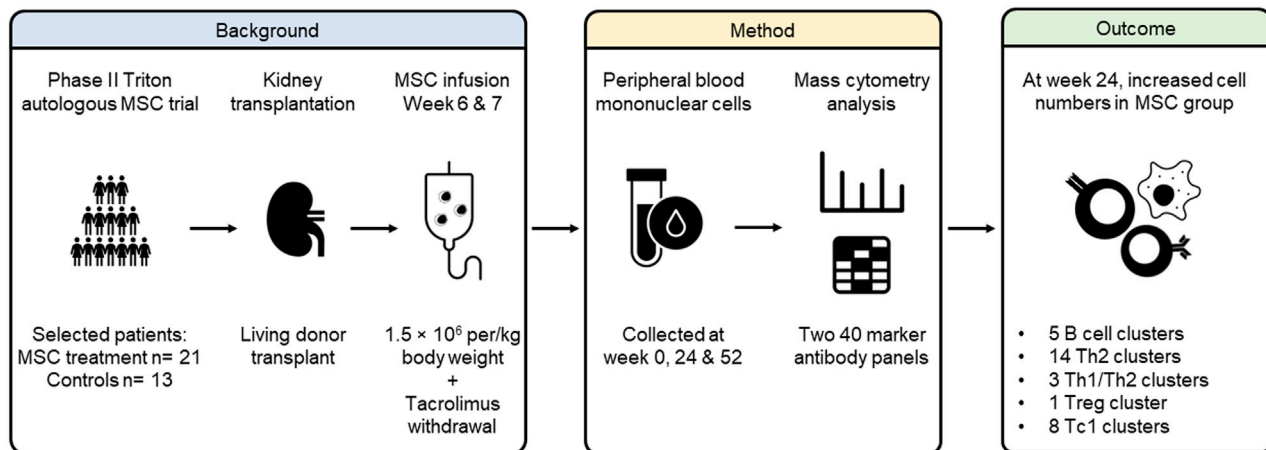 Background
Phase II Triton
autologous MSC trial
Kidney
transplantation
MSC infusion
Week 6 & 7
Selected patients:
MSC treatment n= 21
Controls n= 13
Living donor
transplant
1.5 × 10⁶ per/kg
body weight
+
Tacrolimus
withdrawal
Method
Peripheral blood
mononuclear cells
Mass cytometry
analysis
Collected at
week 0, 24 & 52
Two 40 marker
antibody panels
Outcome
At week 24, increased cell
numbers in MSC group
• 5 B cell clusters
• 14 Th2 clusters
• 3 Th1/Th2 clusters
• 1 Treg cluster
• 8 Tc1 clusters